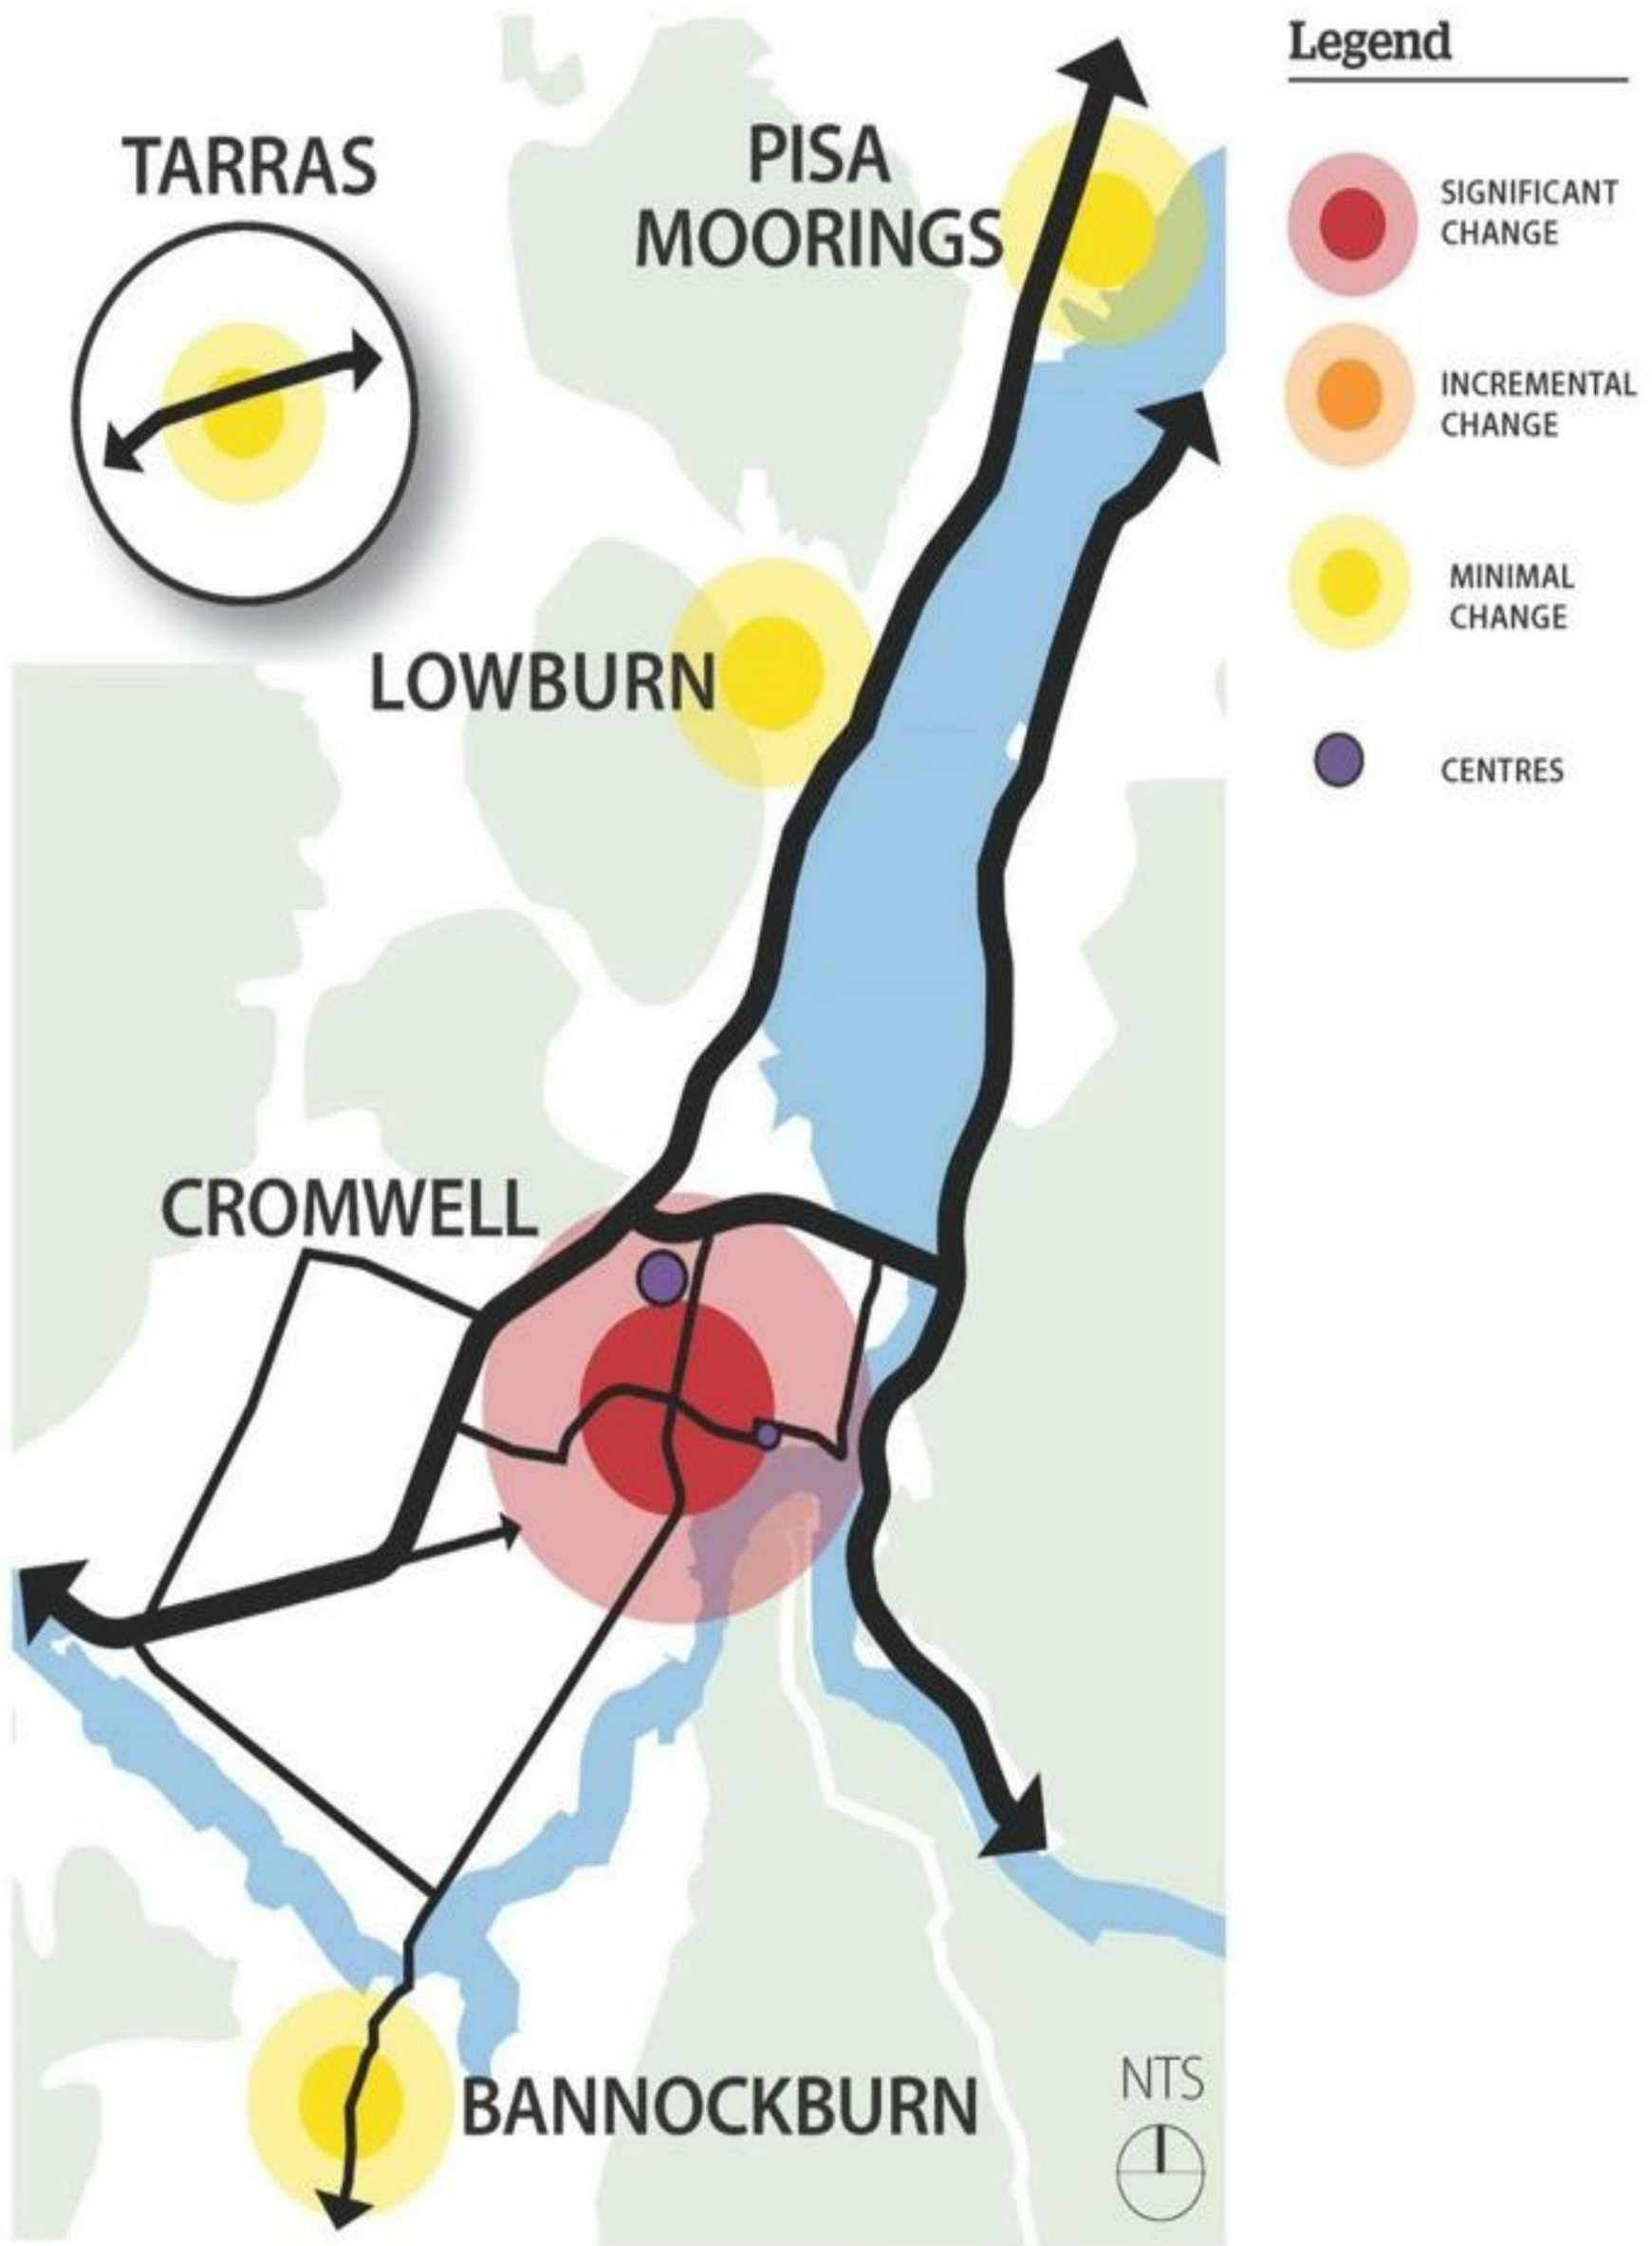 Legend
TARRAS
PISA
MOORINGS
SIGNIFICANT
CHANGE
INCREMENTAL
CHANGE
MINIMAL
CHANGE
LOWBURN
CENTRES
CROMWELL
BANNOCKBURN
NTS